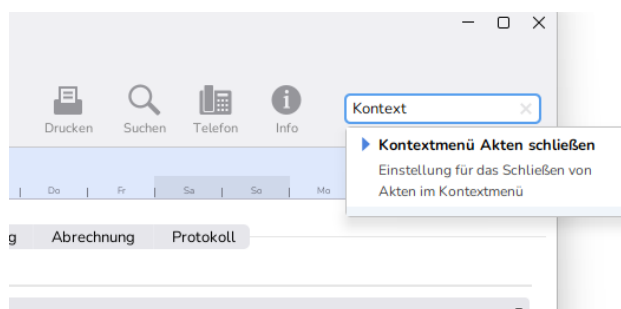 Drucken Suchen Telefon Info
Kontext
Kontextmenü Akten schließen
Einstellung für das Schließen von
Akten im Kontextmenü
Do Fr Sa So Mo
g Abrechnung Protokoll